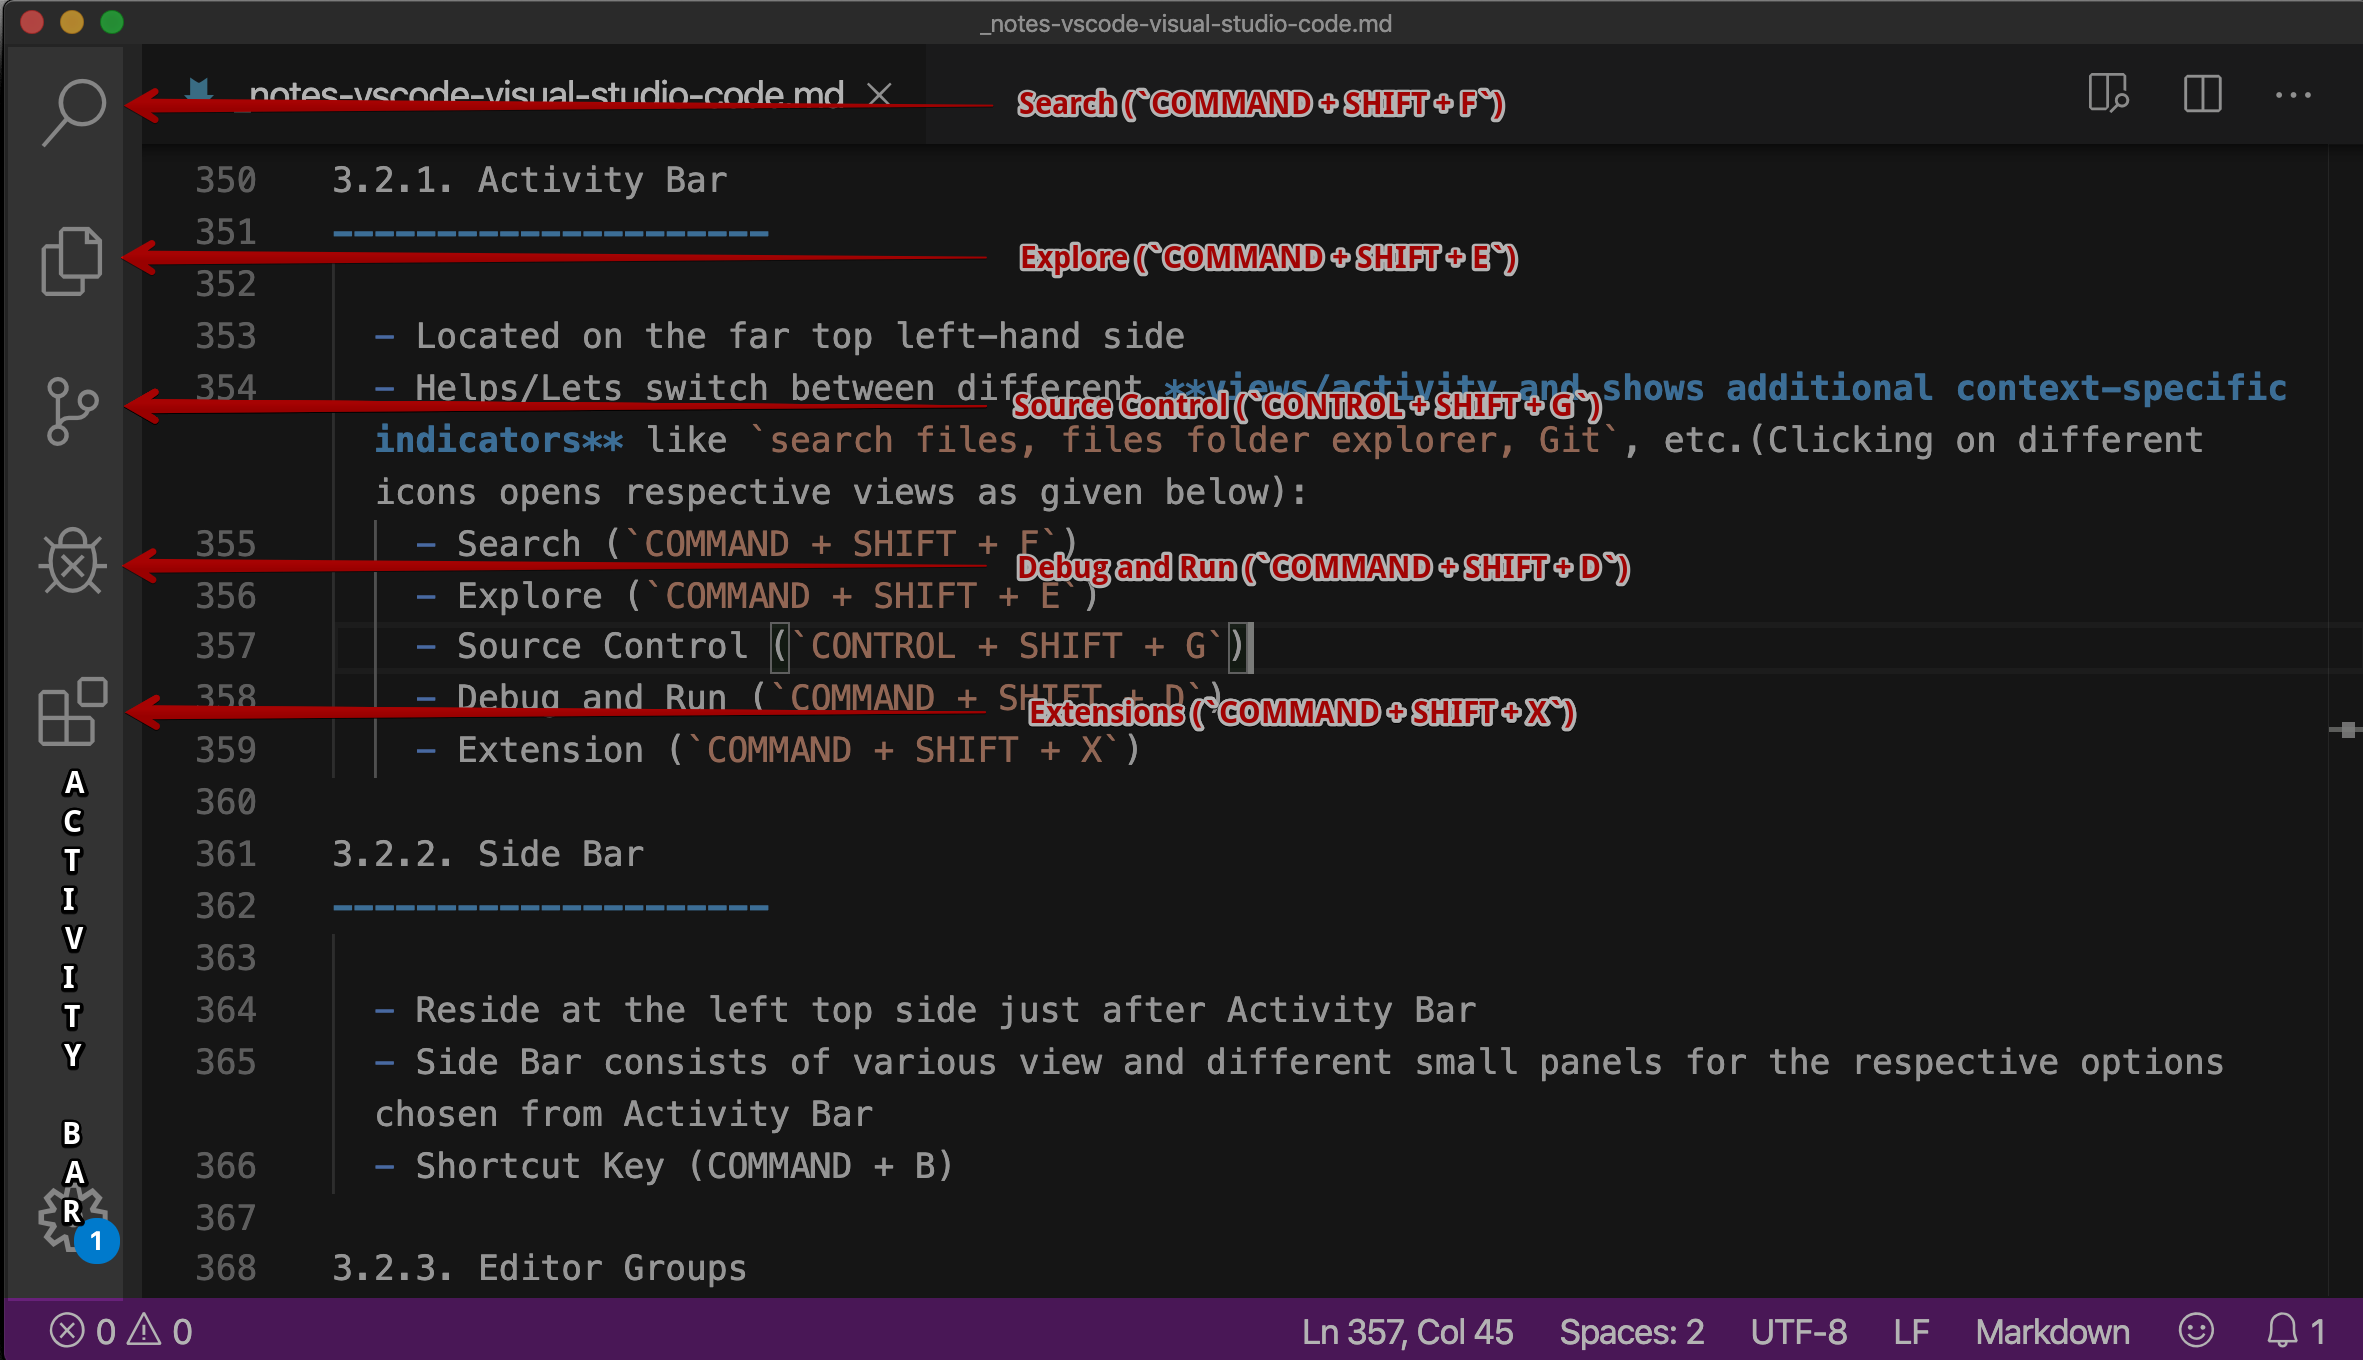 _notes-vscode-visual-studio-code.md
_notes-vscode-visual-studio-code.md
Search (`COMMAND + SHIFT + F`)
350 3.2.1. Activity Bar
351 ---------------------
Explore (`COMMAND + SHIFT + E`)
352
353 - Located on the far top left-hand side
354 - Helps/Lets switch between different **views/activity and shows additional context-specific
Source Control (`CONTROL + SHIFT + G`)
indicators** like `search files, files folder explorer, Git`, etc.(Clicking on different
icons opens respective views as given below):
355 - Search (`COMMAND + SHIFT + F`)
Debug and Run (`COMMAND + SHIFT + D`)
356 - Explore (`COMMAND + SHIFT + E`)
357 - Source Control (`CONTROL + SHIFT + G`)
358 - Debug and Run (`COMMAND + SHIFT + D`)
Extensions (`COMMAND + SHIFT + X`)
359 - Extension (`COMMAND + SHIFT + X`)
360
361 3.2.2. Side Bar
362 ---------------------
363
364 - Reside at the left top side just after Activity Bar
365 - Side Bar consists of various view and different small panels for the respective options
chosen from Activity Bar
366 - Shortcut Key (COMMAND + B)
367
368 3.2.3. Editor Groups
ACTIVITY BAR
1
0 0 Ln 357, Col 45 Spaces: 2 UTF-8 LF Markdown 1